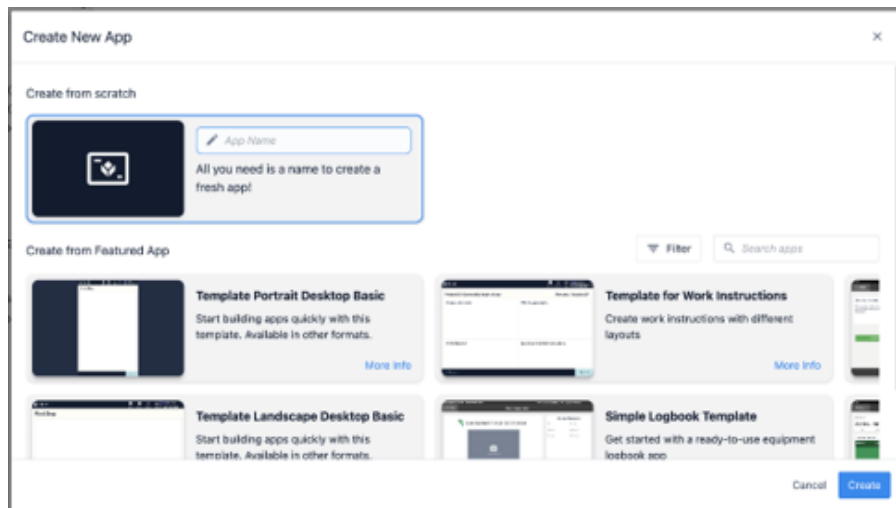 Create New App
Create from scratch
App Name
All you need is a name to create a
fresh app!
Create from Featured App
Filter
Search apps
Template Portrait Desktop Basic
Start building apps quickly with this
template. Available in other formats.
More Info
Template for Work Instructions
Create work instructions with different
layouts
More Info
Template Landscape Desktop Basic
Start building apps quickly with this
template. Available in other formats.
Simple Logbook Template
Get started with a ready-to-use equipment
logbook app
Cancel
Create